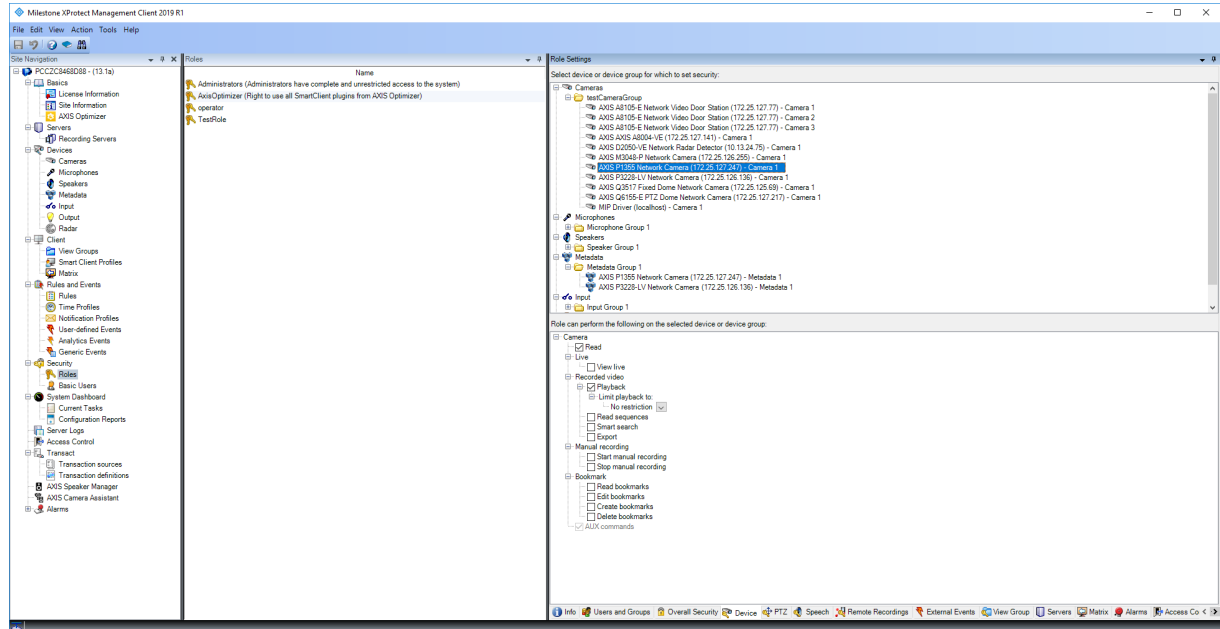 Milestone XProtect Management Client 2019 R1
File Edit View Action Tools Help
Site Navigation
PCCZC8468D88 - (13.1a)
Basics
License Information
Site Information
AXIS Optimizer
Servers
Recording Servers
Devices
Cameras
Microphones
Speakers
Metadata
Input
Output
Radar
Client
View Groups
Smart Client Profiles
Matrix
Rules and Events
Rules
Time Profiles
Notification Profiles
User-defined Events
Analytics Events
Generic Events
Security
Roles
Basic Users
System Dashboard
Current Tasks
Configuration Reports
Server Logs
Access Control
Transact
Transaction sources
Transaction definitions
AXIS Speaker Manager
AXIS Camera Assistant
Alarms
Roles
Name
Administrators (Administrators have complete and unrestricted access to the system)
AxisOptimizer (Right to use all SmartClient plugins from AXIS Optimizer)
operator
TestRole
Role Settings
Select device or device group for which to set security:
Cameras
testCameraGroup
AXIS A8105-E Network Video Door Station (172.25.127.77) - Camera 1
AXIS A8105-E Network Video Door Station (172.25.127.77) - Camera 2
AXIS A8105-E Network Video Door Station (172.25.127.77) - Camera 3
AXIS AXIS A8004-VE (172.25.127.141) - Camera 1
AXIS D2050-VE Network Radar Detector (10.13.24.75) - Camera 1
AXIS M3048-P Network Camera (172.25.126.255) - Camera 1
AXIS P1355 Network Camera (172.25.127.247) - Camera 1
AXIS P3228-LV Network Camera (172.25.126.136) - Camera 1
AXIS Q3517 Fixed Dome Network Camera (172.25.125.69) - Camera 1
AXIS Q6155-E PTZ Dome Network Camera (172.25.127.217) - Camera 1
MIP Driver (localhost) - Camera 1
Microphones
Microphone Group 1
Speakers
Speaker Group 1
Metadata
Metadata Group 1
AXIS P1355 Network Camera (172.25.127.247) - Metadata 1
AXIS P3228-LV Network Camera (172.25.126.136) - Metadata 1
Input
Input Group 1
Role can perform the following on the selected device or device group:
Camera
Read
Live
View live
Recorded video
Playback
Limit playback to:
No restriction
Read sequences
Smart search
Export
Manual recording
Start manual recording
Stop manual recording
Bookmark
Read bookmarks
Edit bookmarks
Create bookmarks
Delete bookmarks
AUX commands
Info Users and Groups Overall Security Device PTZ Speech Remote Recordings External Events View Group Servers Matrix Alarms Access Co